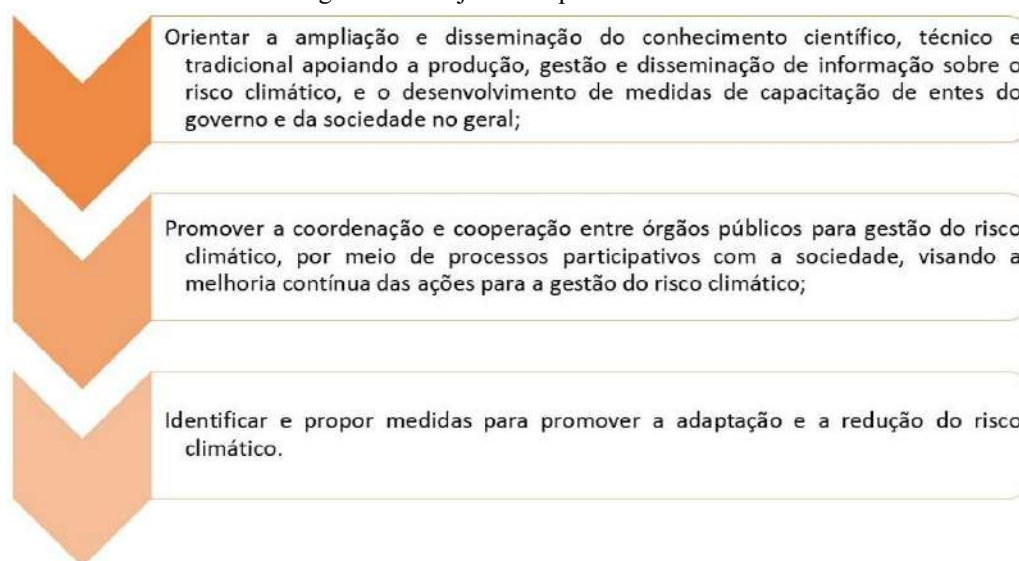 Orientar a ampliação e disseminação do conhecimento científico, técnico e
tradicional apoiando a produção, gestão e disseminação de informação sobre o
risco climático, e o desenvolvimento de medidas de capacitação de entes do
governo e da sociedade no geral;
Promover a coordenação e cooperação entre órgãos públicos para gestão do risco
climático, por meio de processos participativos com a sociedade, visando a
melhoria contínua das ações para a gestão do risco climático;
Identificar e propor medidas para promover a adaptação e a redução do risco
climático.